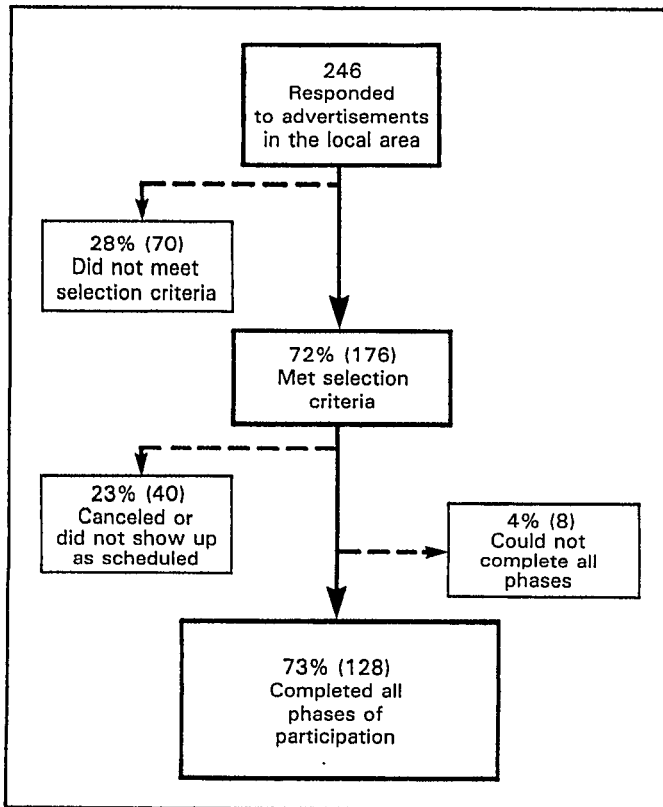 246
Responded
to advertisements
in the local area
28% (70)
Did not meet
selection criteria
72% (176)
Met selection
criteria
23% (40)
Canceled or
did not show up
as scheduled
4% (8)
Could not
complete all
phases
73% (128)
Completed all
phases of
participation